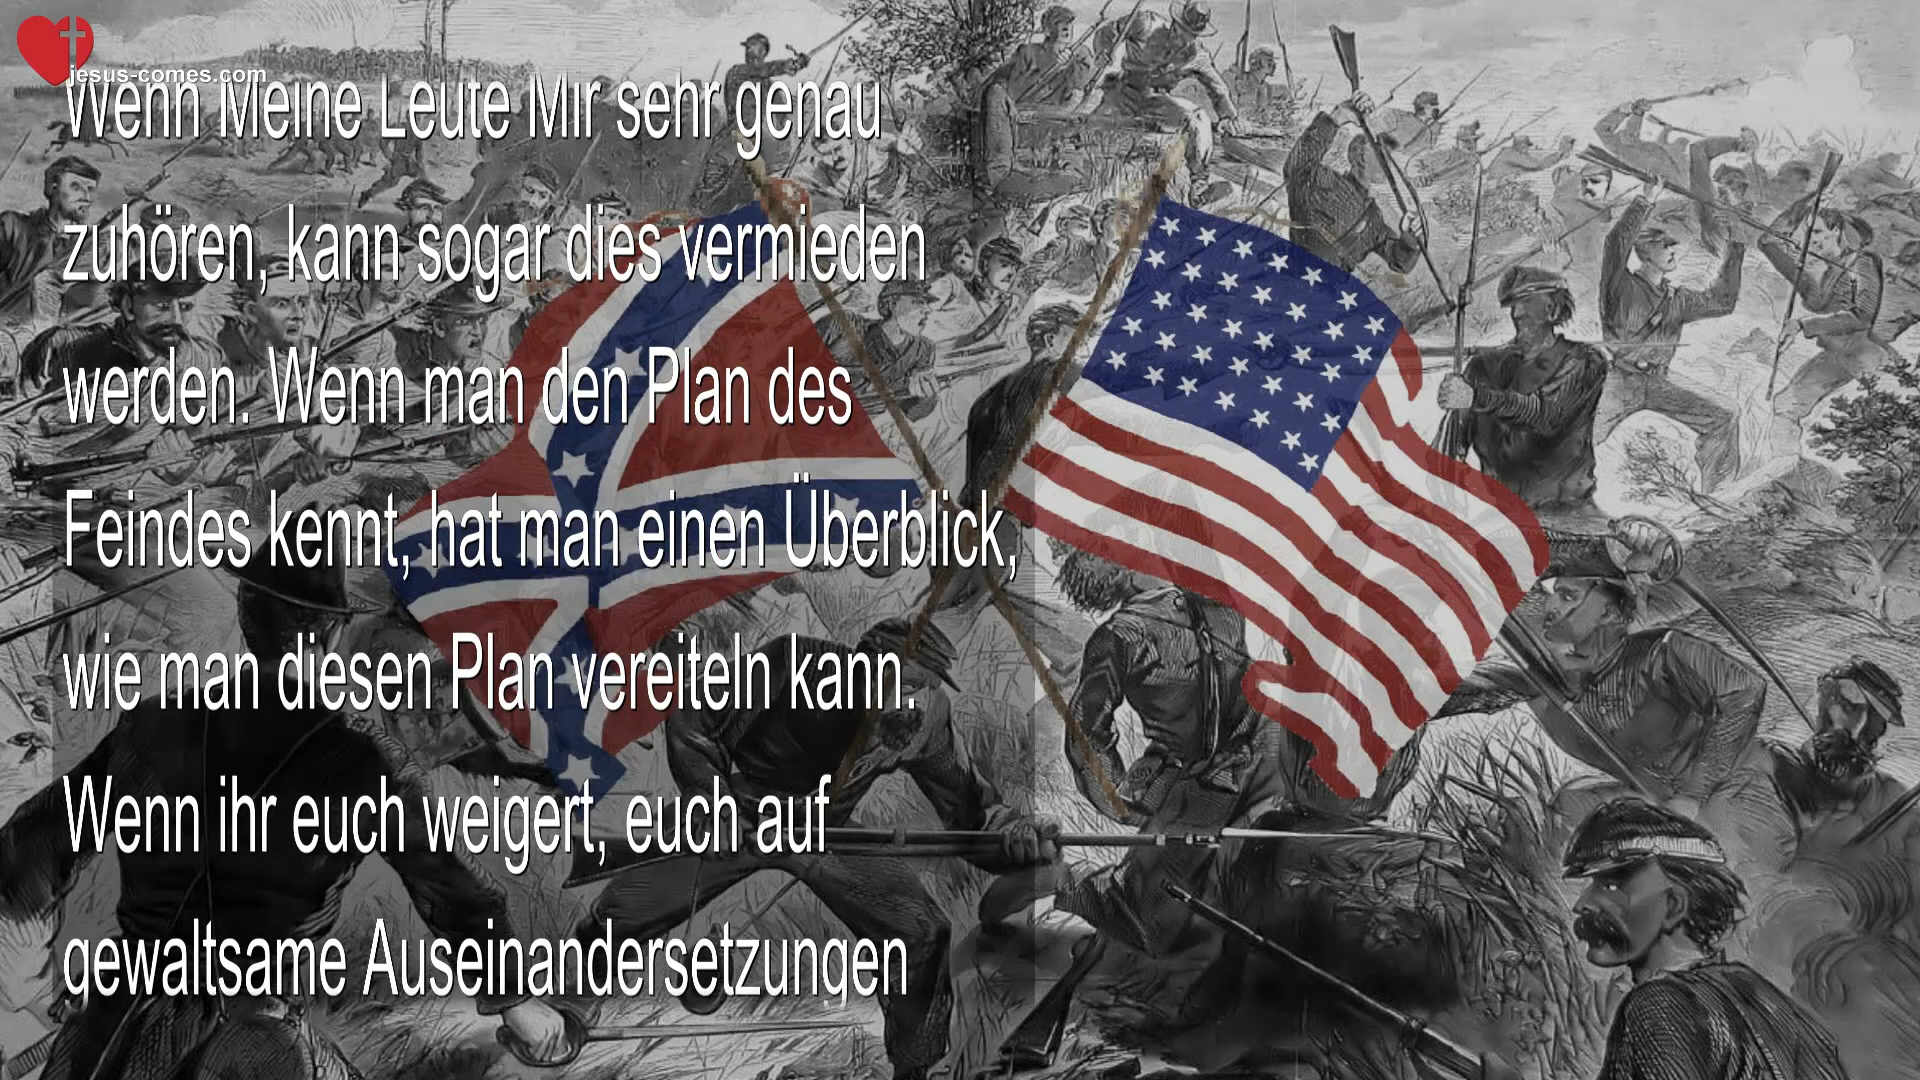 jesus-comes.com
Wenn Meine Leute Mir sehr genau
zuhören, kann sogar dies vermieden
werden. Wenn man den Plan des
Feindes kennt, hat man einen Überblick,
wie man diesen Plan vereiteln kann.
Wenn ihr euch weigert, euch auf
gewaltsame Auseinandersetzungen